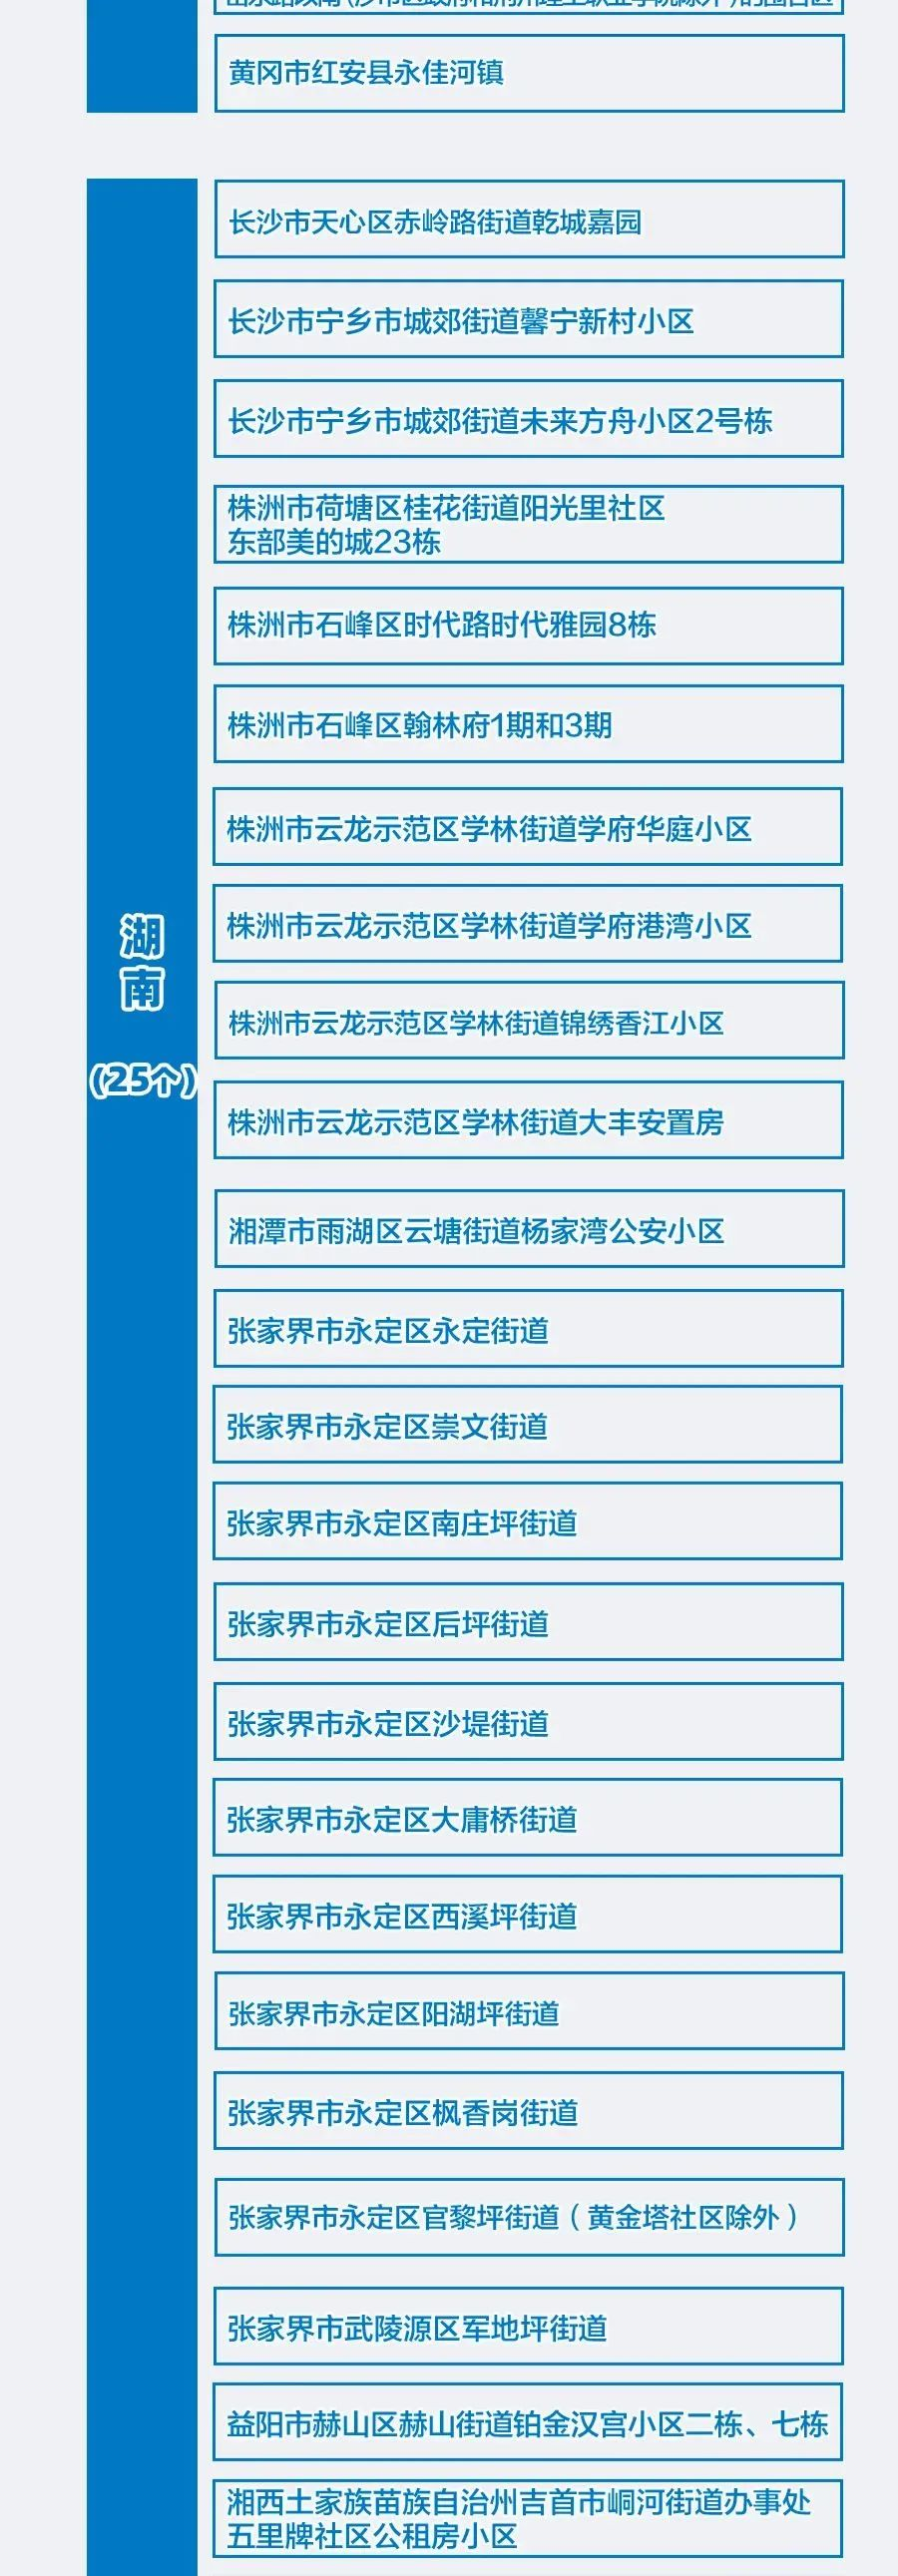 黄冈市红安县永佳河镇
湖
南
(25个)
长沙市天心区赤岭路街道乾城嘉园
长沙市宁乡市城郊街道馨宁新村小区
长沙市宁乡市城郊街道未来方舟小区2号栋
株洲市荷塘区桂花街道阳光里社区
东部美的城23栋
株洲市石峰区时代路时代雅园8栋
株洲市石峰区翰林府1期和3期
株洲市云龙示范区学林街道学府华庭小区
株洲市云龙示范区学林街道学府港湾小区
株洲市云龙示范区学林街道锦绣香江小区
株洲市云龙示范区学林街道大丰安置房
湘潭市雨湖区云塘街道杨家湾公安小区
张家界市永定区永定街道
张家界市永定区崇文街道
张家界市永定区南庄坪街道
张家界市永定区后坪街道
张家界市永定区沙堤街道
张家界市永定区大庸桥街道
张家界市永定区西溪坪街道
张家界市永定区阳湖坪街道
张家界市永定区枫香岗街道
张家界市永定区官黎坪街道（黄金塔社区除外）
张家界市武陵源区军地坪街道
益阳市赫山区赫山街道铂金汉宫小区二栋、七栋
湘西土家族苗族自治州吉首市峒河街道办事处
五里牌社区公租房小区